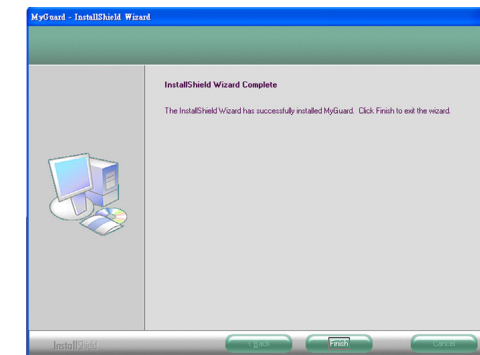 MyGuard - InstallShield Wizard
InstallShield Wizard Complete
The InstallShield Wizard has successfully installed MyGuard. Click Finish to exit the wizard.
InstallShield
< Back
Finish
Cancel